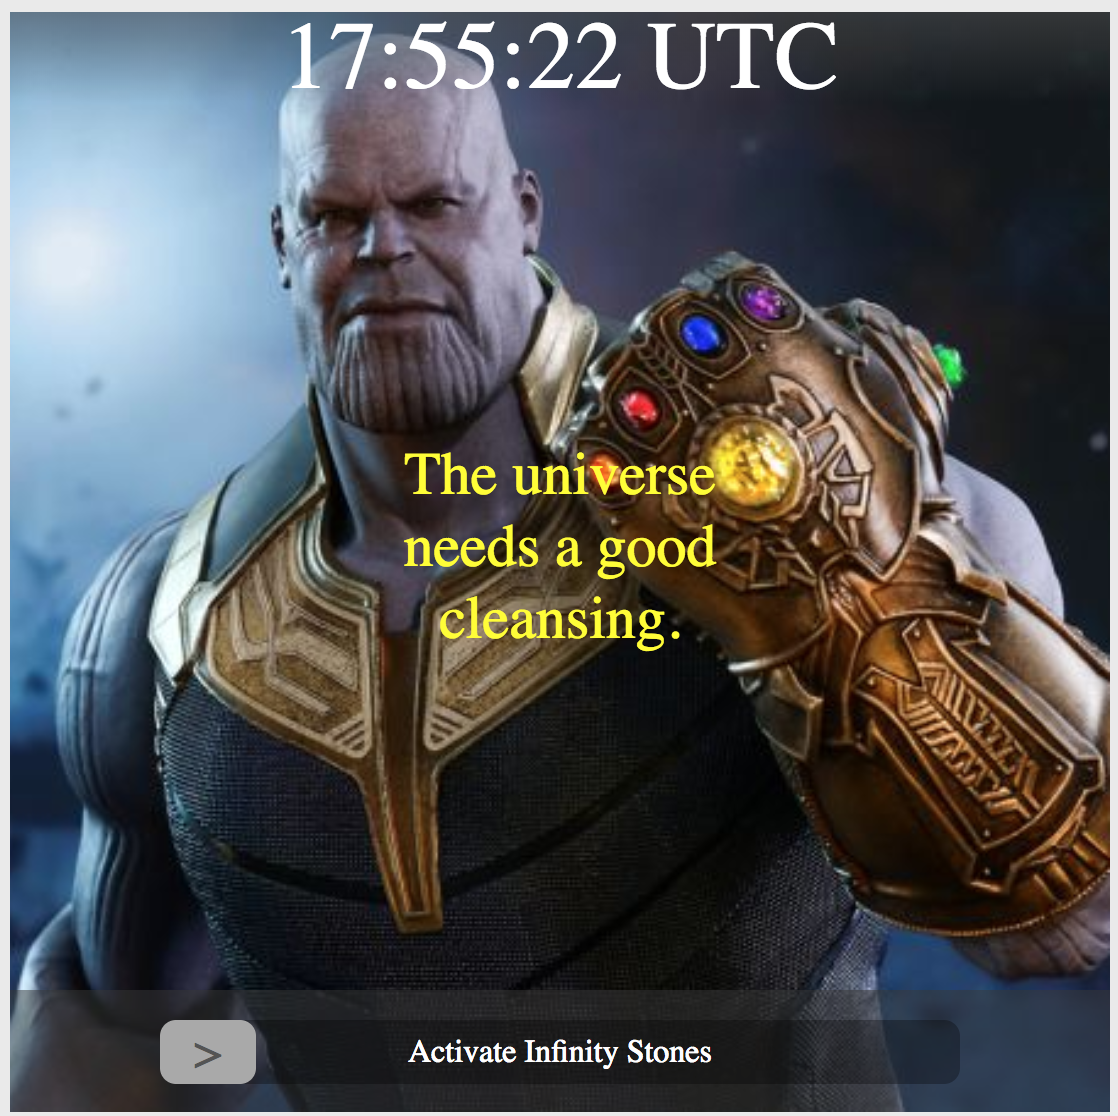 17:55:22 UTC
The universe
needs a good
cleansing.
> Activate Infinity Stones